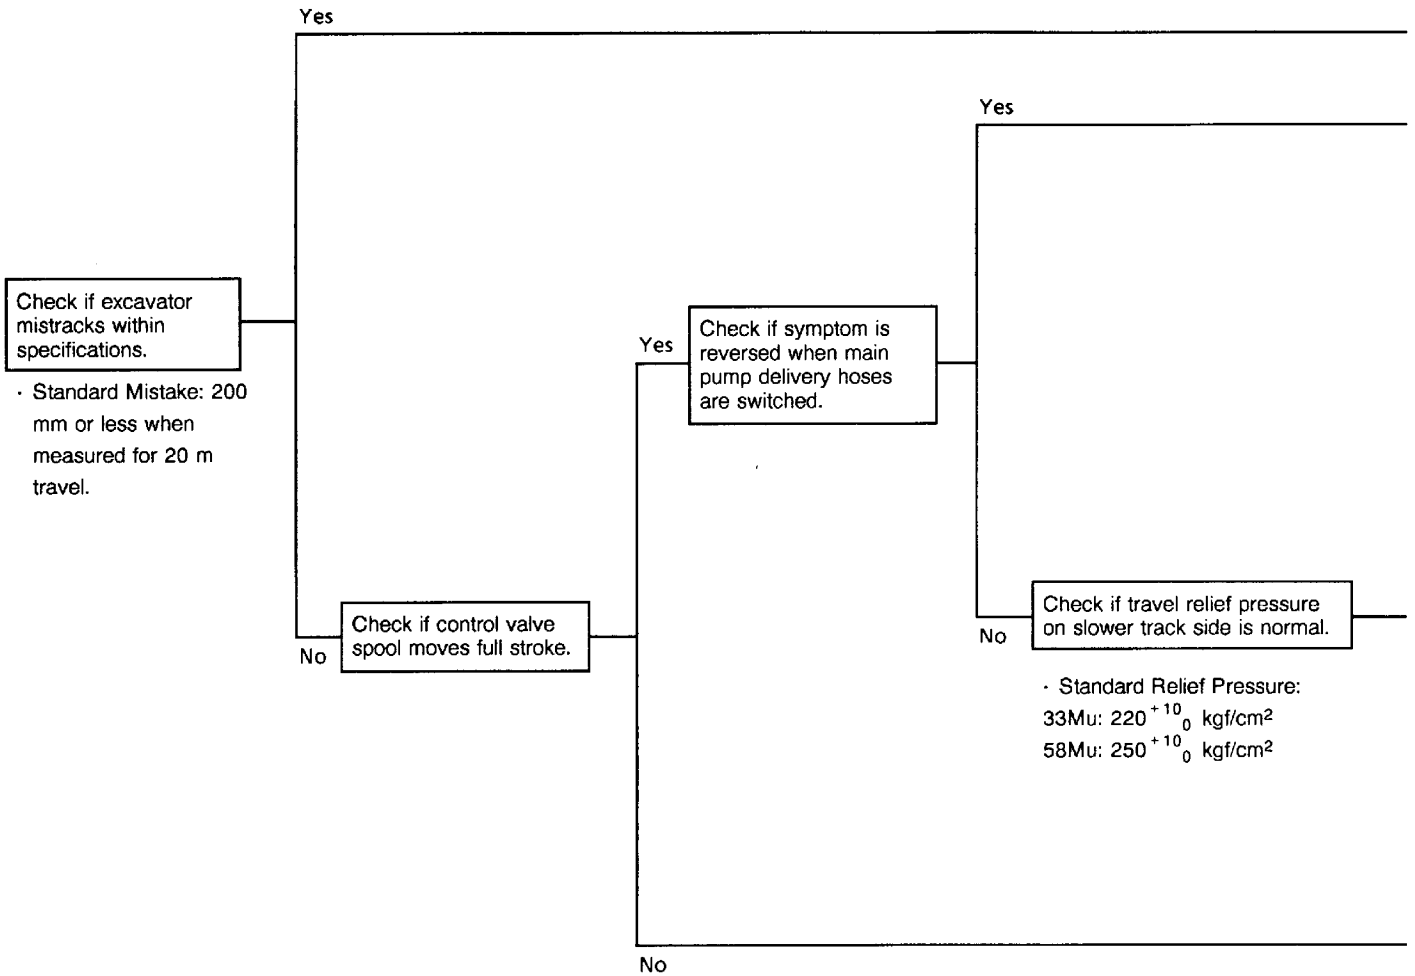 Yes
Yes
Check if excavator
mistracks within
specifications.
· Standard Mistake: 200
mm or less when
measured for 20 m
travel.
Yes
Check if symptom is
reversed when main
pump delivery hoses
are switched.
No
Check if control valve
spool moves full stroke.
No
Check if travel relief pressure
on slower track side is normal.
· Standard Relief Pressure:
33Mu: 220 +10 0 kgf/cm²
58Mu: 250 +10 0 kgf/cm²
No